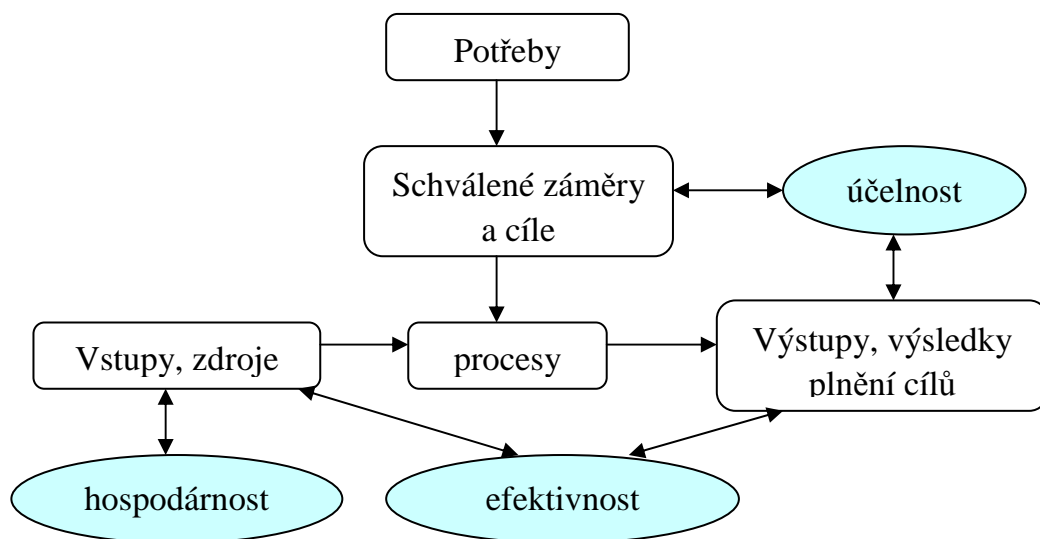 Potřeby
Schválené záměry
a cíle
účelnost
Vstupy, zdroje
procesy
Výstupy, výsledky
plnění cílů
hospodárnost
efektivnost